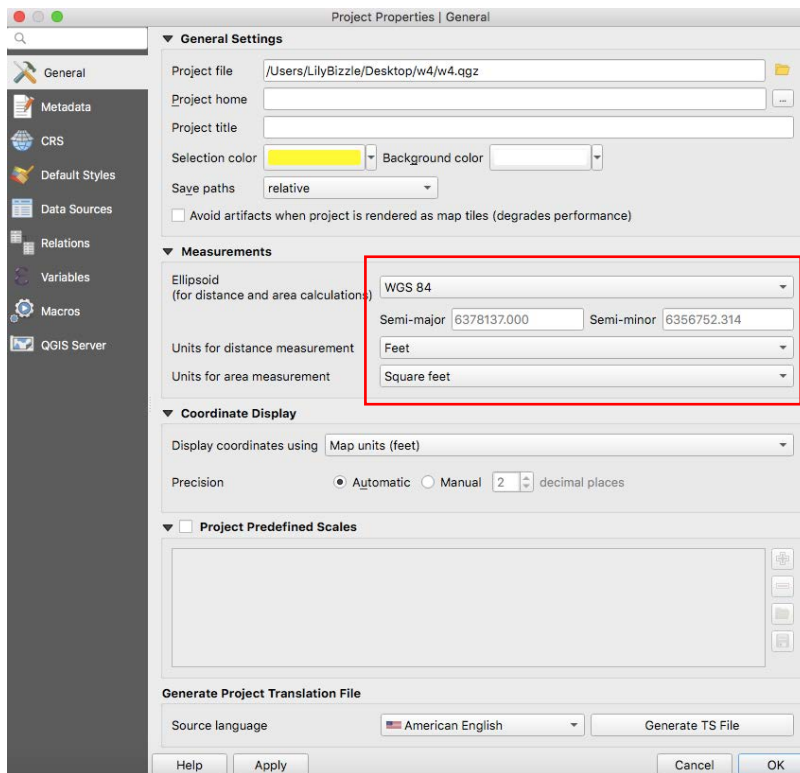 Project Properties | General
General
Metadata
CRS
Default Styles
Data Sources
Relations
Variables
Macros
QGIS Server
General Settings
Project file /Users/LilyBizzle/Desktop/w4/w4.qgz
Project home ...
Project title
Selection color Background color
Save paths relative
Avoid artifacts when project is rendered as map tiles (degrades performance)
Measurements
Ellipsoid
(for distance and area calculations) WGS 84
Semi-major 6378137.000 Semi-minor 6356752.314
Units for distance measurement Feet
Units for area measurement Square feet
Coordinate Display
Display coordinates using Map units (feet)
Precision Automatic Manual 2 decimal places
Project Predefined Scales
Generate Project Translation File
Source language American English Generate TS File
Help Apply Cancel OK